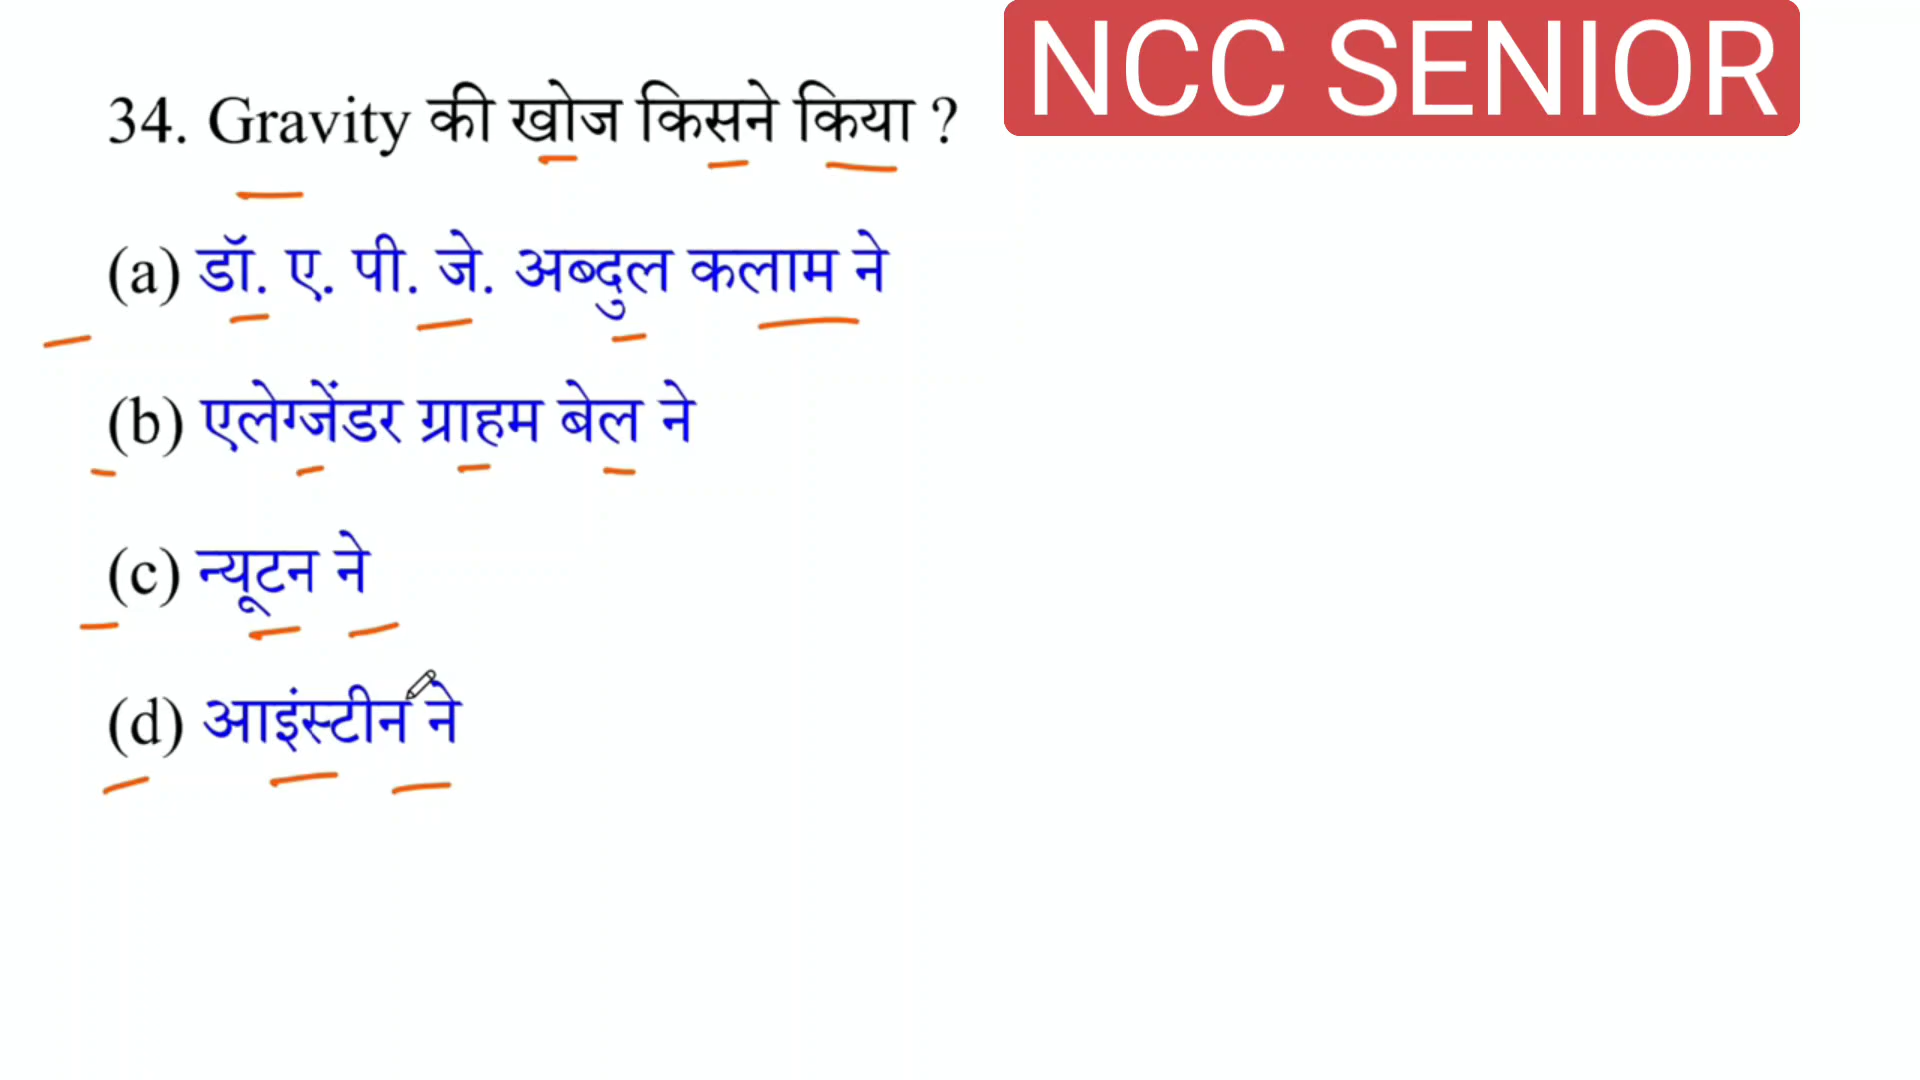 NCC SENIOR
34. Gravity की खोज किसने किया ?
(a) डॉ. ए. पी. जे. अब्दुल कलाम ने
(b) एलेग्जेंडर ग्राहम बेल ने
(c) न्यूटन ने
(d) आइंस्टीन ने